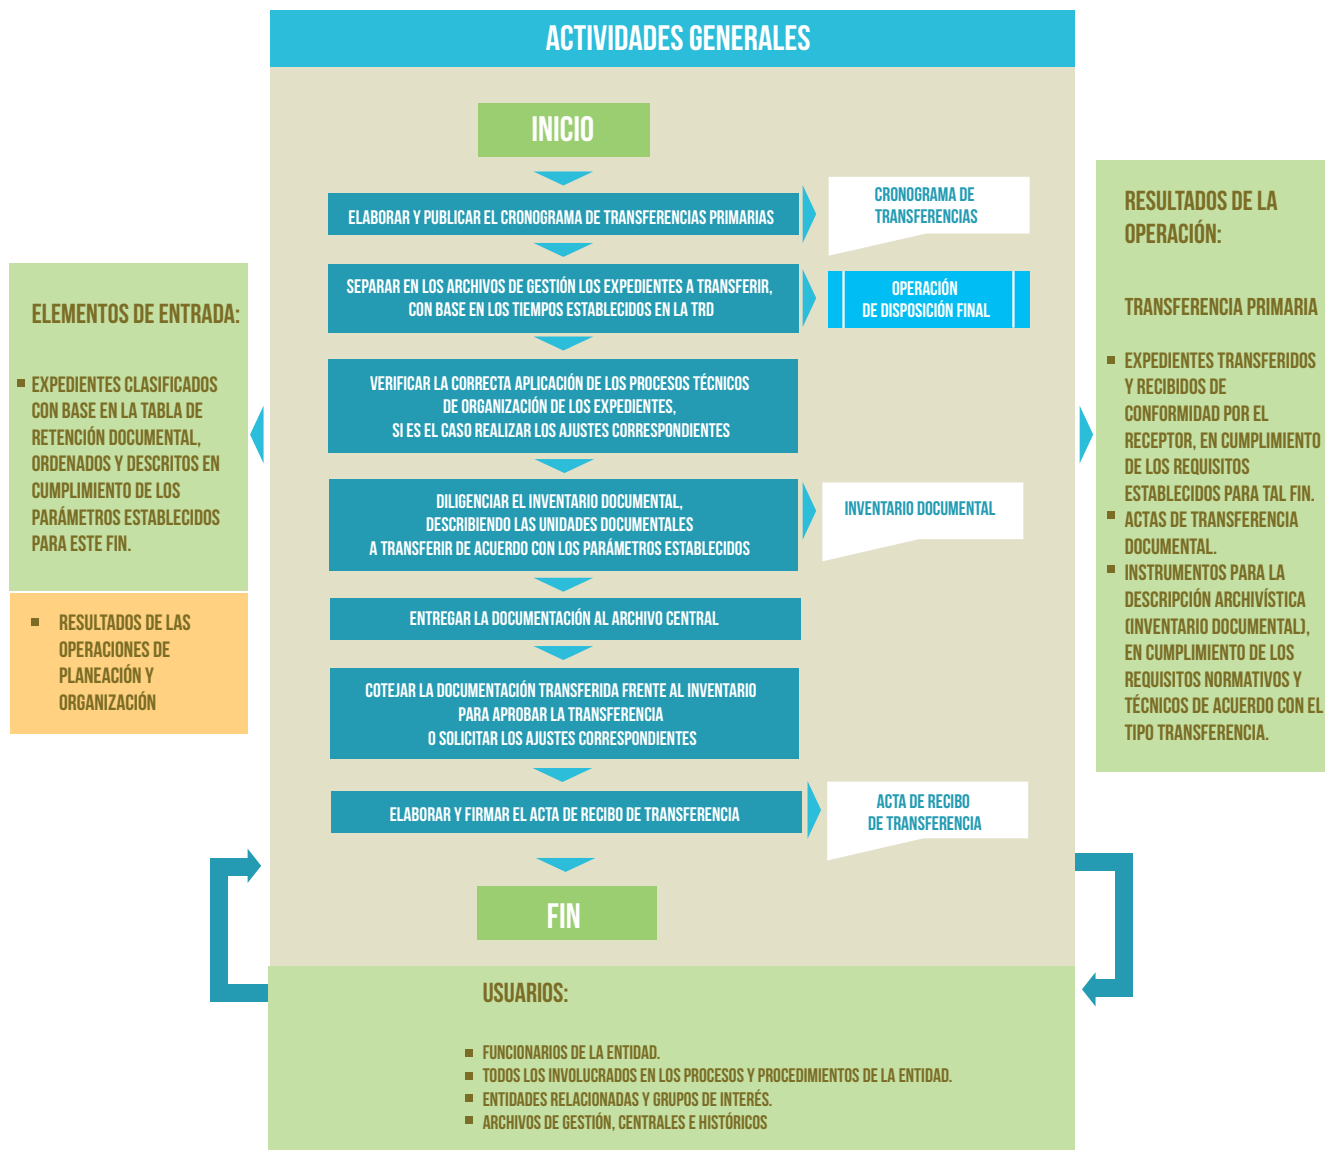 ACTIVIDADES GENERALES
INICIO
ELABORAR Y PUBLICAR EL CRONOGRAMA DE TRANSFERENCIAS PRIMARIAS
CRONOGRAMA DE
TRANSFERENCIAS
SEPARAR EN LOS ARCHIVOS DE GESTIÓN LOS EXPEDIENTES A TRANSFERIR,
CON BASE EN LOS TIEMPOS ESTABLECIDOS EN LA TRD
OPERACIÓN
DE DISPOSICIÓN FINAL
VERIFICAR LA CORRECTA APLICACIÓN DE LOS PROCESOS TÉCNICOS
DE ORGANIZACIÓN DE LOS EXPEDIENTES,
SI ES EL CASO REALIZAR LOS AJUSTES CORRESPONDIENTES
DILIGENCIAR EL INVENTARIO DOCUMENTAL,
DESCRIBIENDO LAS UNIDADES DOCUMENTALES
A TRANSFERIR DE ACUERDO CON LOS PARÁMETROS ESTABLECIDOS
INVENTARIO DOCUMENTAL
ENTREGAR LA DOCUMENTACIÓN AL ARCHIVO CENTRAL
COTEJAR LA DOCUMENTACIÓN TRANSFERIDA FRENTE AL INVENTARIO
PARA APROBAR LA TRANSFERENCIA
O SOLICITAR LOS AJUSTES CORRESPONDIENTES
ELABORAR Y FIRMAR EL ACTA DE RECIBO DE TRANSFERENCIA
ACTA DE RECIBO
DE TRANSFERENCIA
FIN
ELEMENTOS DE ENTRADA:
EXPEDIENTES CLASIFICADOS
CON BASE EN LA TABLA DE
RETENCIÓN DOCUMENTAL,
ORDENADOS Y DESCRITOS EN
CUMPLIMIENTO DE LOS
PARÁMETROS ESTABLECIDOS
PARA ESTE FIN.
RESULTADOS DE LAS
OPERACIONES DE
PLANEACIÓN Y
ORGANIZACIÓN
RESULTADOS DE LA
OPERACIÓN:
TRANSFERENCIA PRIMARIA
EXPEDIENTES TRANSFERIDOS
Y RECIBIDOS DE
CONFORMIDAD POR EL
RECEPTOR, EN CUMPLIMIENTO
DE LOS REQUISITOS
ESTABLECIDOS PARA TAL FIN.
ACTAS DE TRANSFERENCIA
DOCUMENTAL.
INSTRUMENTOS PARA LA
DESCRIPCIÓN ARCHIVÍSTICA
(INVENTARIO DOCUMENTAL),
EN CUMPLIMIENTO DE LOS
REQUISITOS NORMATIVOS Y
TÉCNICOS DE ACUERDO CON EL
TIPO TRANSFERENCIA.
USUARIOS:
FUNCIONARIOS DE LA ENTIDAD.
TODOS LOS INVOLUCRADOS EN LOS PROCESOS Y PROCEDIMIENTOS DE LA ENTIDAD.
ENTIDADES RELACIONADAS Y GRUPOS DE INTERÉS.
ARCHIVOS DE GESTIÓN, CENTRALES E HISTÓRICOS